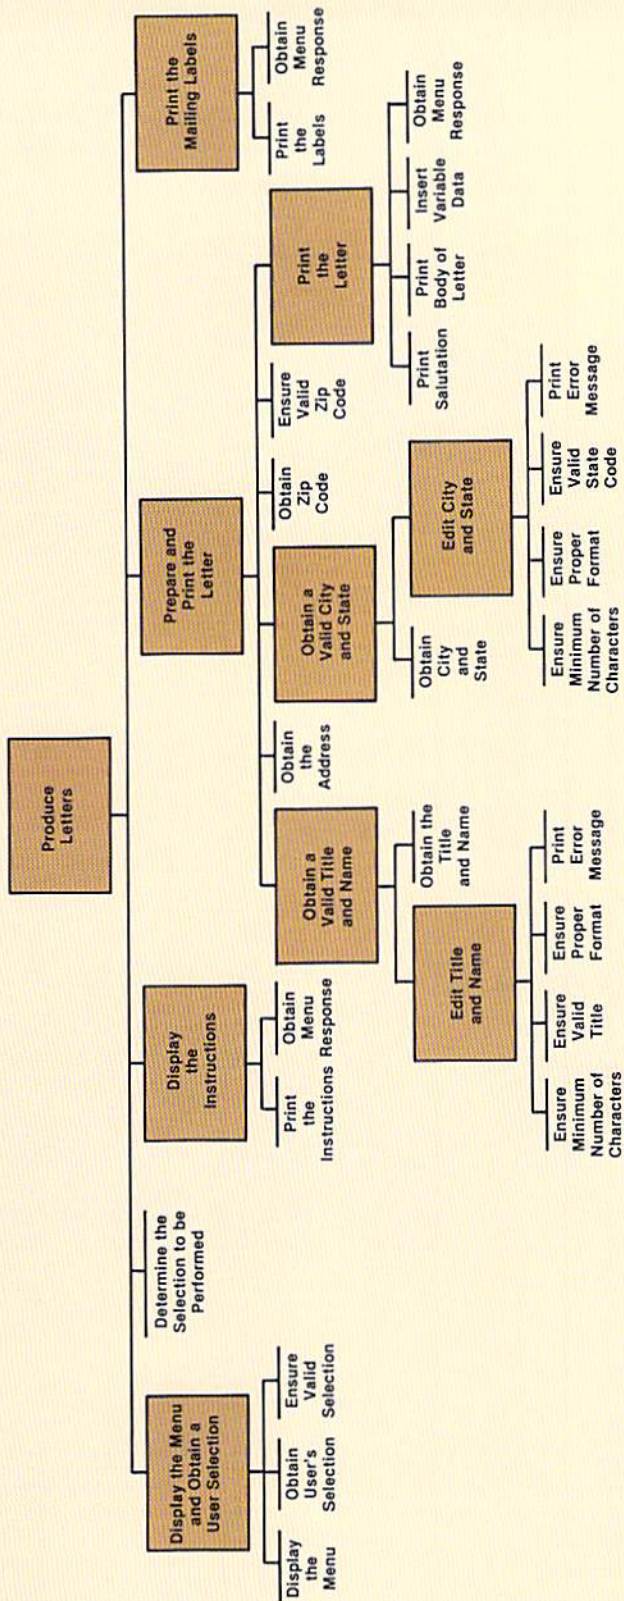 Produce
Letters
Display the Menu
and Obtain a
User Selection
Determine the
Selection to be
Performed
Display
the
Instructions
Prepare and
Print the
Letter
Print the
Mailing Labels
Display
the
Menu
Obtain
User's
Selection
Ensure
Valid
Selection
Print
the
Instructions
Obtain
Menu
Response
Obtain a
Valid Title
and Name
Obtain
the
Address
Obtain a
Valid City
and State
Obtain
Zip
Code
Ensure
Valid
Zip
Code
Print
the
Letter
Print
the
Labels
Obtain
Menu
Response
Edit Title
and Name
Obtain the
Title
and Name
Obtain
City
and
State
Edit City
and State
Print
Salutation
Print
Body of
Letter
Insert
Variable
Data
Obtain
Menu
Response
Ensure
Minimum
Number of
Characters
Ensure
Valid
Title
Ensure
Proper
Format
Print
Error
Message
Ensure
Minimum
Number of
Characters
Ensure
Proper
Format
Ensure
Valid
State
Code
Print
Error
Message